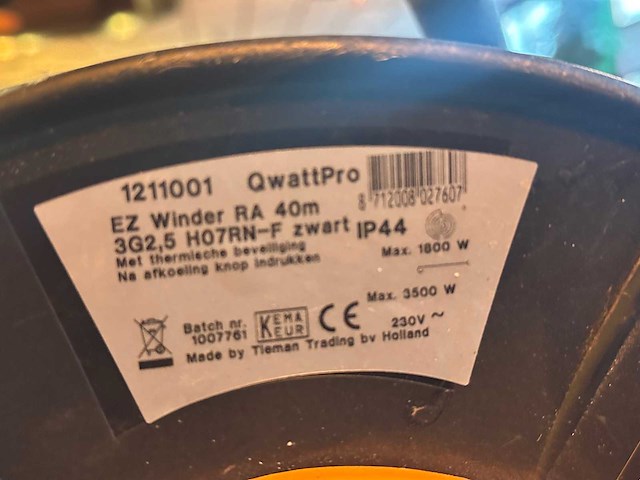 1211001 QwattPro
8 712008 027607
EZ Winder RA 40m
3G2,5 H07RN-F zwart IP44
Met thermische beveiliging
Na afkoeling knop indrukken
Max. 1800 W
Max. 3500 W
230V ~
Batch nr.
1007761
KEMA
KEUR
CE
Made by Tieman Trading bv Holland